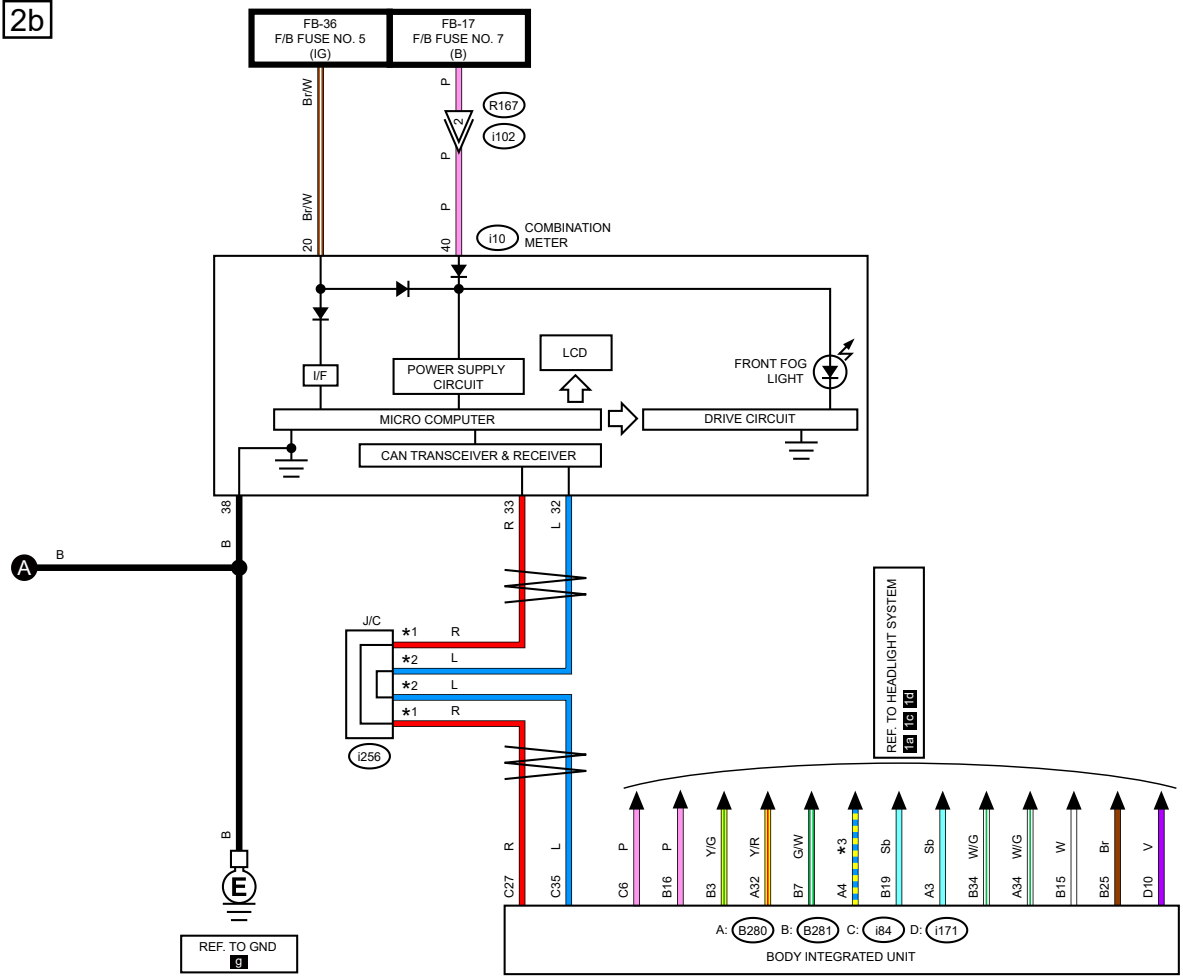 2b
FB-36
F/B FUSE NO. 5
(IG)
FB-17
F/B FUSE NO. 7
(B)
Br/W
P
R167
2
i102
P
Br/W
P
20
40
i10
COMBINATION
METER
LCD
I/F
POWER SUPPLY
CIRCUIT
FRONT FOG
LIGHT
MICRO COMPUTER
DRIVE CIRCUIT
CAN TRANSCEIVER & RECEIVER
38
33
32
B
R
L
A
B
J/C
*1 R
*2 L
*2 L
*1 R
i256
REF. TO HEADLIGHT SYSTEM
1a 1c 1d
B
R
L
P
P
Y/G
Y/R
G/W
*3
Sb
Sb
W/G
W/G
W
Br
V
C27
C35
C6
B16
B3
A32
B7
A4
B19
A3
B34
A34
B15
B25
D10
E
A: B280 B: B281 C: i84 D: i171
BODY INTEGRATED UNIT
REF. TO GND
g